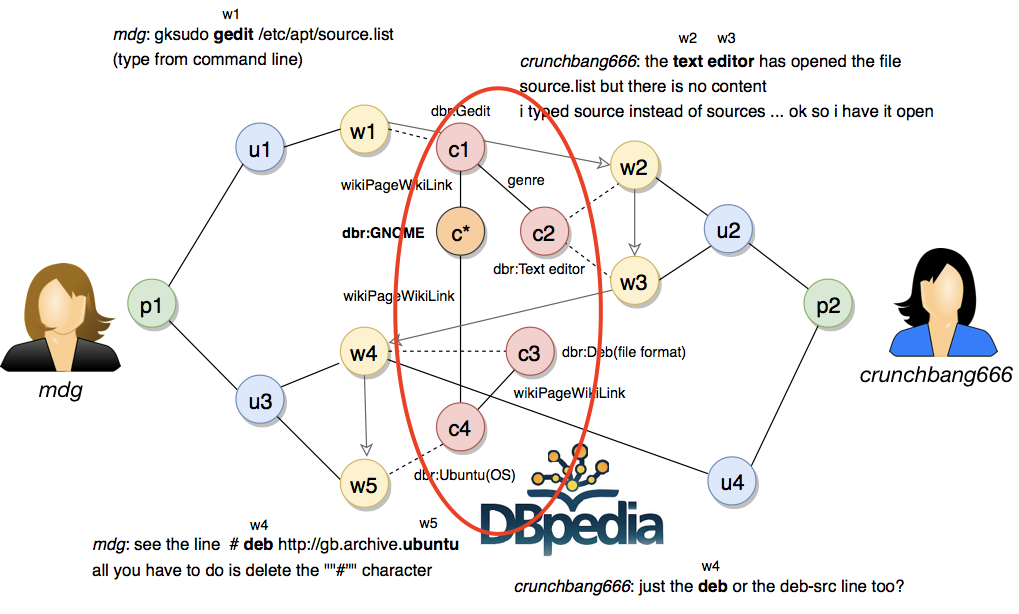 w1
mdg: gksudo gedit /etc/apt/source.list
(type from command line)
w2 w3
crunchbang666: the text editor has opened the file
source.list but there is no content
i typed source instead of sources ... ok so i have it open
dbr:Gedit
w1
c1
u1
w2
wikiPageWikiLink
genre
dbr:GNOME
c*
c2
u2
dbr:Text editor
w3
wikiPageWikiLink
p1
p2
w4
c3
dbr:Deb(file format)
mdg
crunchbang666
wikiPageWikiLink
u3
c4
dbr:Ubuntu(OS)
w5
u4
DBpedia
w4 w5
mdg: see the line # deb http://gb.archive.ubuntu
all you have to do is delete the ""#"" character
w4
crunchbang666: just the deb or the deb-src line too?